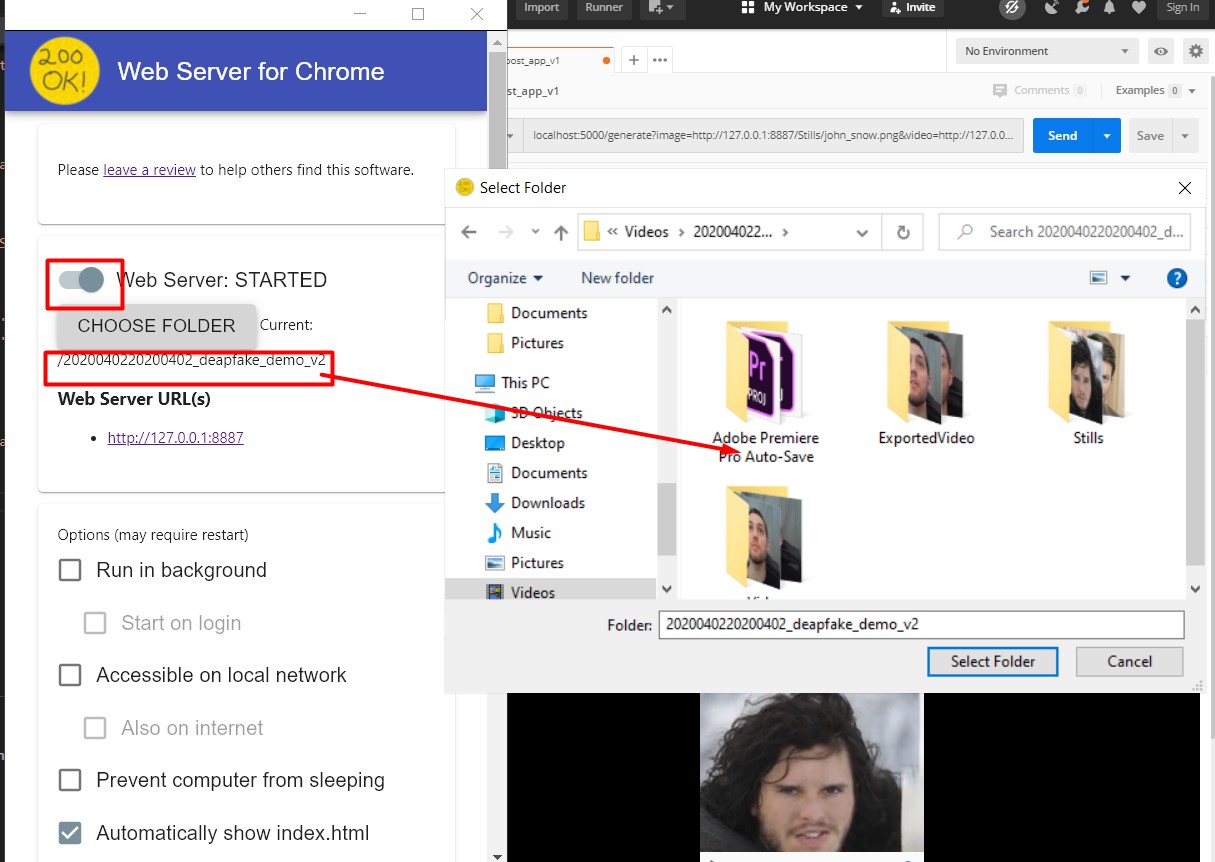 Import
Runner
My Workspace
Invite
Sign In
200 OK!
Web Server for Chrome
post_app_v1
No Environment
st_app_v1
Comments 0
Examples 0
localhost:5000/generate?image=http://127.0.0.1:8887/Stills/john_snow.png&video=http://127.0.0...
Send
Save
Please leave a review to help others find this software.
Web Server: STARTED
CHOOSE FOLDER
Current:
/2020040220200402_deapfake_demo_v2
Web Server URL(s)
http://127.0.0.1:8887
Options (may require restart)
Run in background
Start on login
Accessible on local network
Also on internet
Prevent computer from sleeping
Automatically show index.html
Select Folder
« Videos › 202004022... ›
Search 2020040220200402_d...
Organize
New folder
Documents
Pictures
This PC
3D Objects
Desktop
Documents
Downloads
Music
Pictures
Videos
Pr
PROJ
Adobe Premiere
Pro Auto-Save
ExportedVideo
Stills
Folder:
2020040220200402_deapfake_demo_v2
Select Folder
Cancel